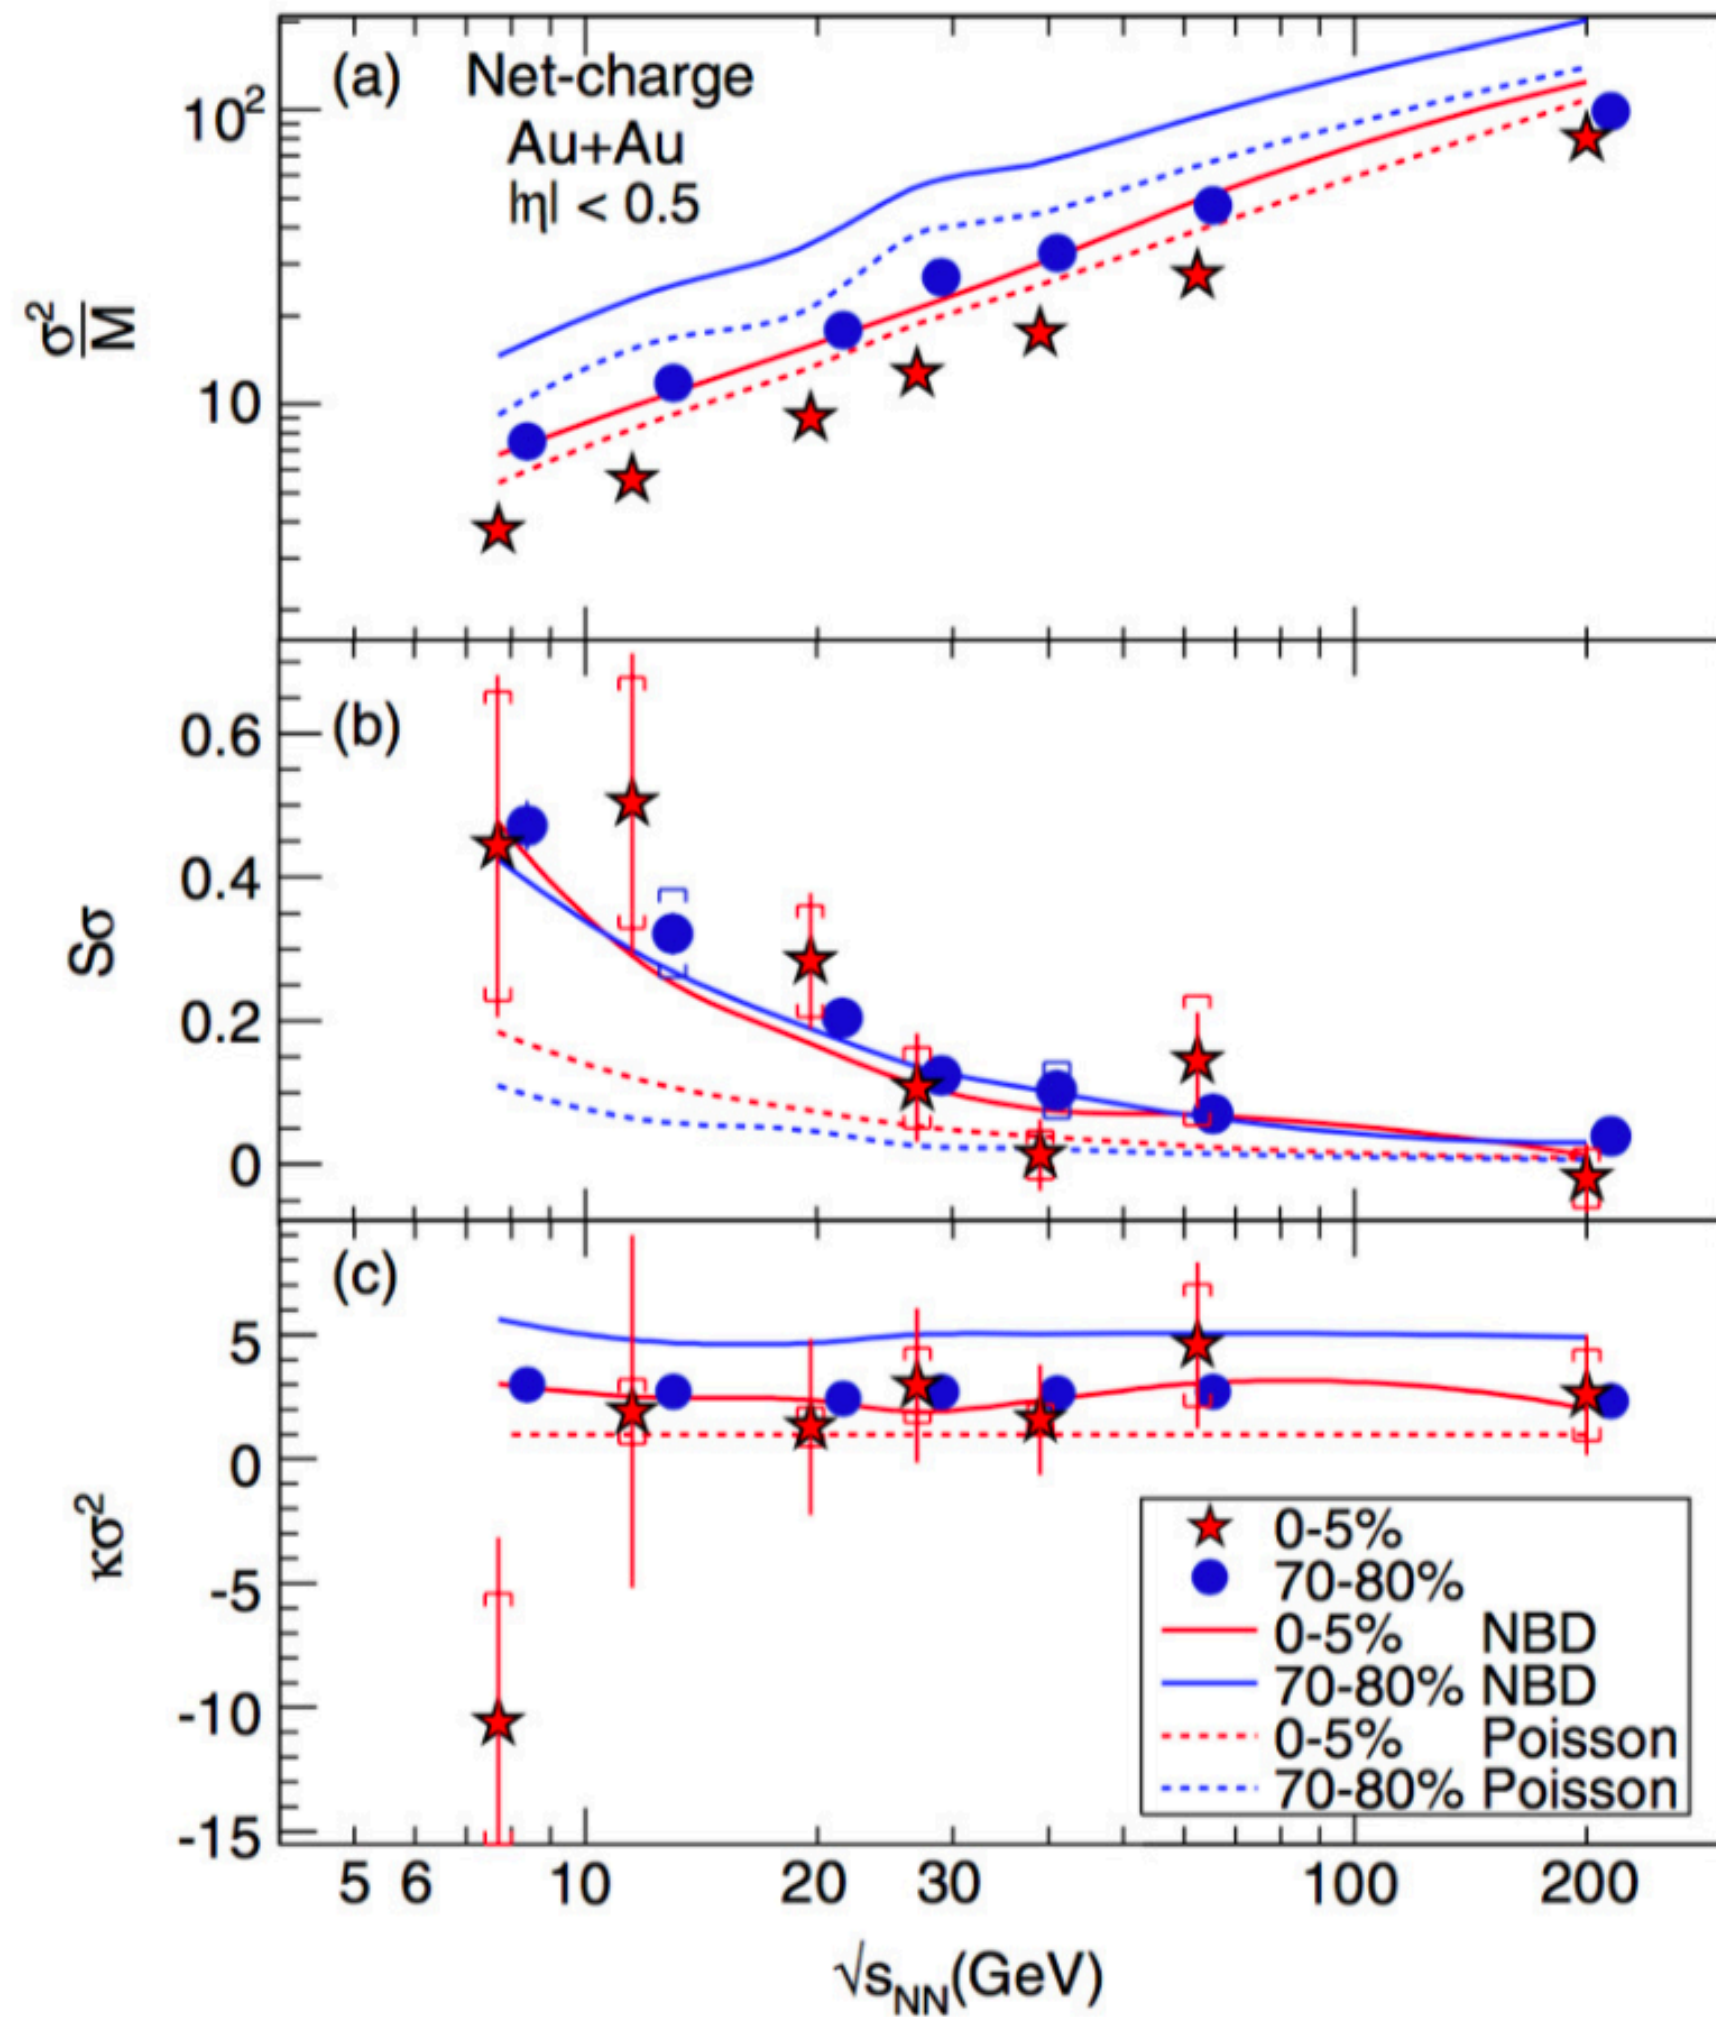 (a) Net-charge
Au+Au
|η| < 0.5
10²
10
σ²
M
(b)
0.6
0.4
0.2
0
Sσ
(c)
5
0
-5
-10
-15
κσ²
0-5%
70-80%
0-5% NBD
70-80% NBD
0-5% Poisson
70-80% Poisson
5 6 10 20 30 100 200
√sNN(GeV)